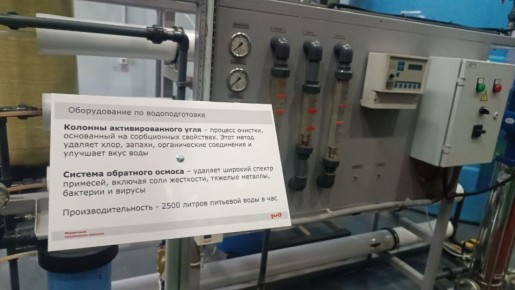 Оборудование по водоподготовке
Колонны активированного угля – процесс очистки,
основанный на сорбционных свойствах. Этот метод
удаляет хлор, запахи, органические соединения и
улучшает вкус воды
Система обратного осмоса – удаляет широкий спектр
примесей, включая соли жесткости, тяжелые металлы,
бактерии и вирусы
Производительность – 2500 литров питьевой воды в час